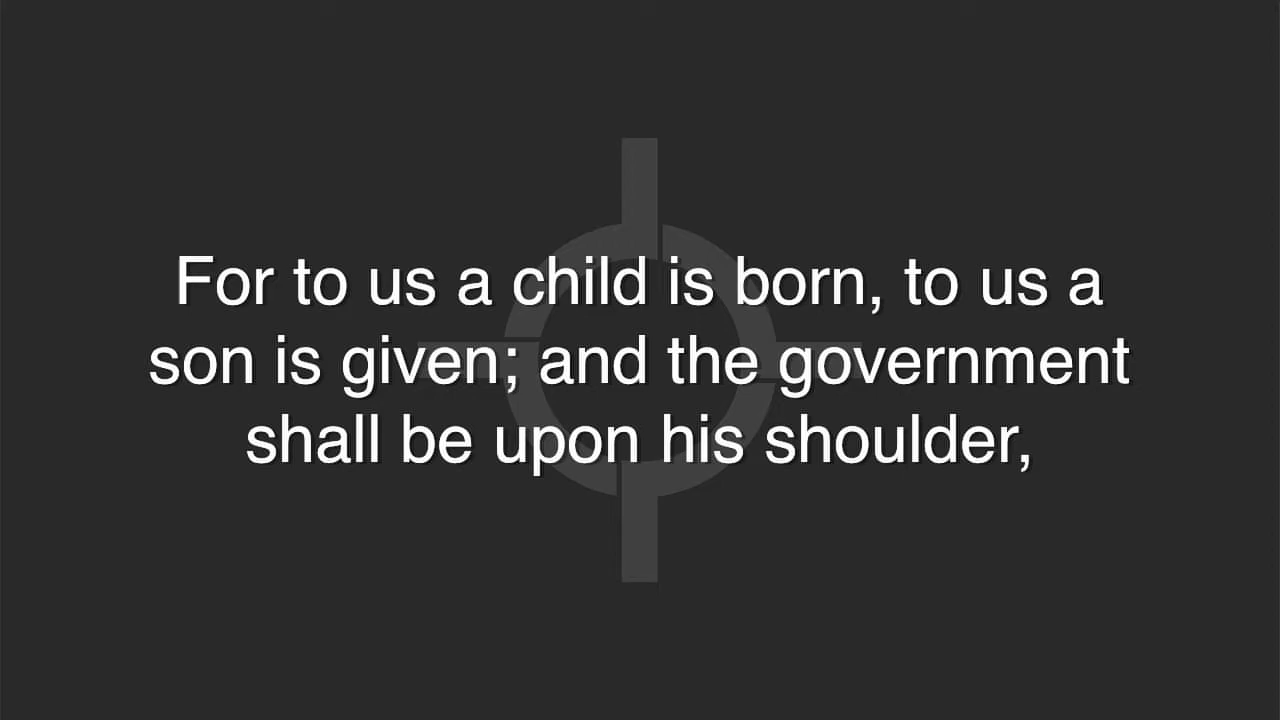 For to us a child is born, to us a
son is given; and the government
shall be upon his shoulder,